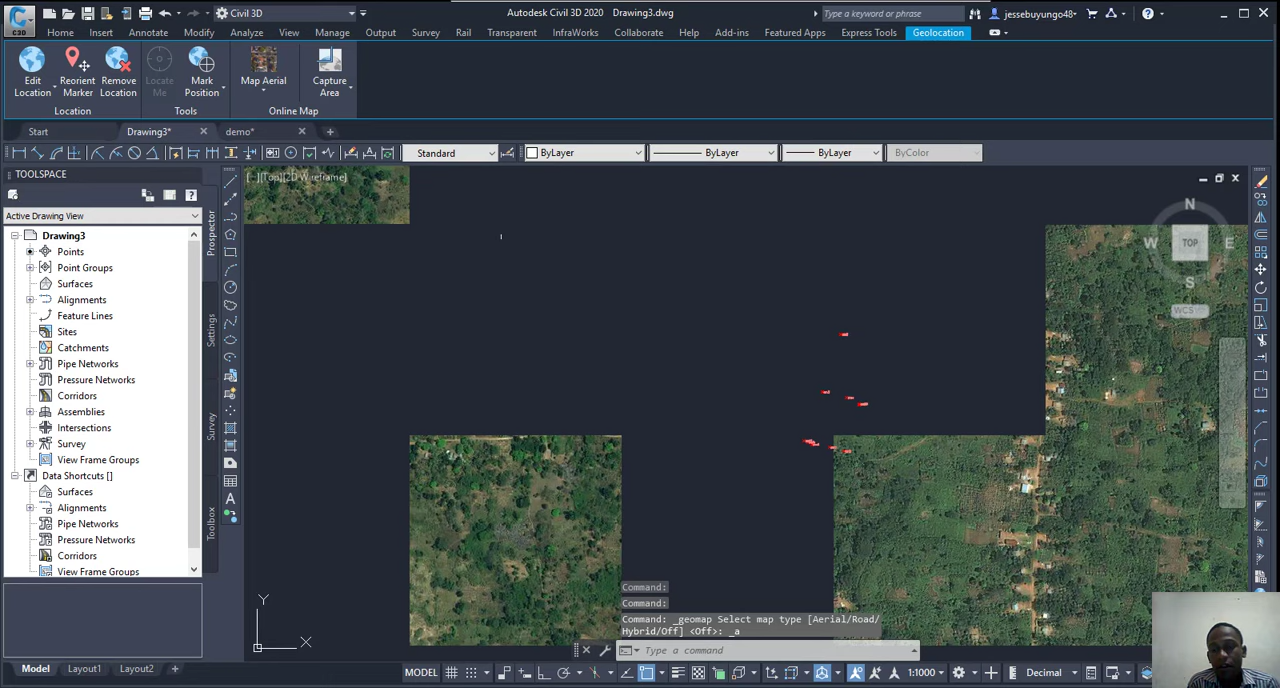 C3D
Civil 3D
Autodesk Civil 3D 2020 Drawing3.dwg
Type a keyword or phrase
jessebuyungo48
Home Insert Annotate Modify Analyze View Manage Output Survey Rail Transparent InfraWorks Collaborate Help Add-ins Featured Apps Express Tools Geolocation
Edit Location
Reorient Marker
Remove Location
Locate Me
Mark Position
Map Aerial
Capture Area
Location
Tools
Online Map
Start
Drawing3*
demo*
Standard
ByLayer
ByLayer
ByLayer
ByColor
TOOLSPACE
Active Drawing View
Drawing3
Points
Point Groups
Surfaces
Alignments
Feature Lines
Sites
Catchments
Pipe Networks
Pressure Networks
Corridors
Assemblies
Intersections
Survey
View Frame Groups
Data Shortcuts []
Surfaces
Alignments
Pipe Networks
Pressure Networks
Corridors
View Frame Groups
Prospector
Settings
Survey
Toolbox
[−][Top][2D Wireframe]
N
W
TOP
E
S
WCS
Y
X
Command:
Command:
Command: _geomap Select map type [Aerial/Road/
Hybrid/Off] <Off>: _a
Type a command
Model
Layout1
Layout2
MODEL
1:1000
Decimal